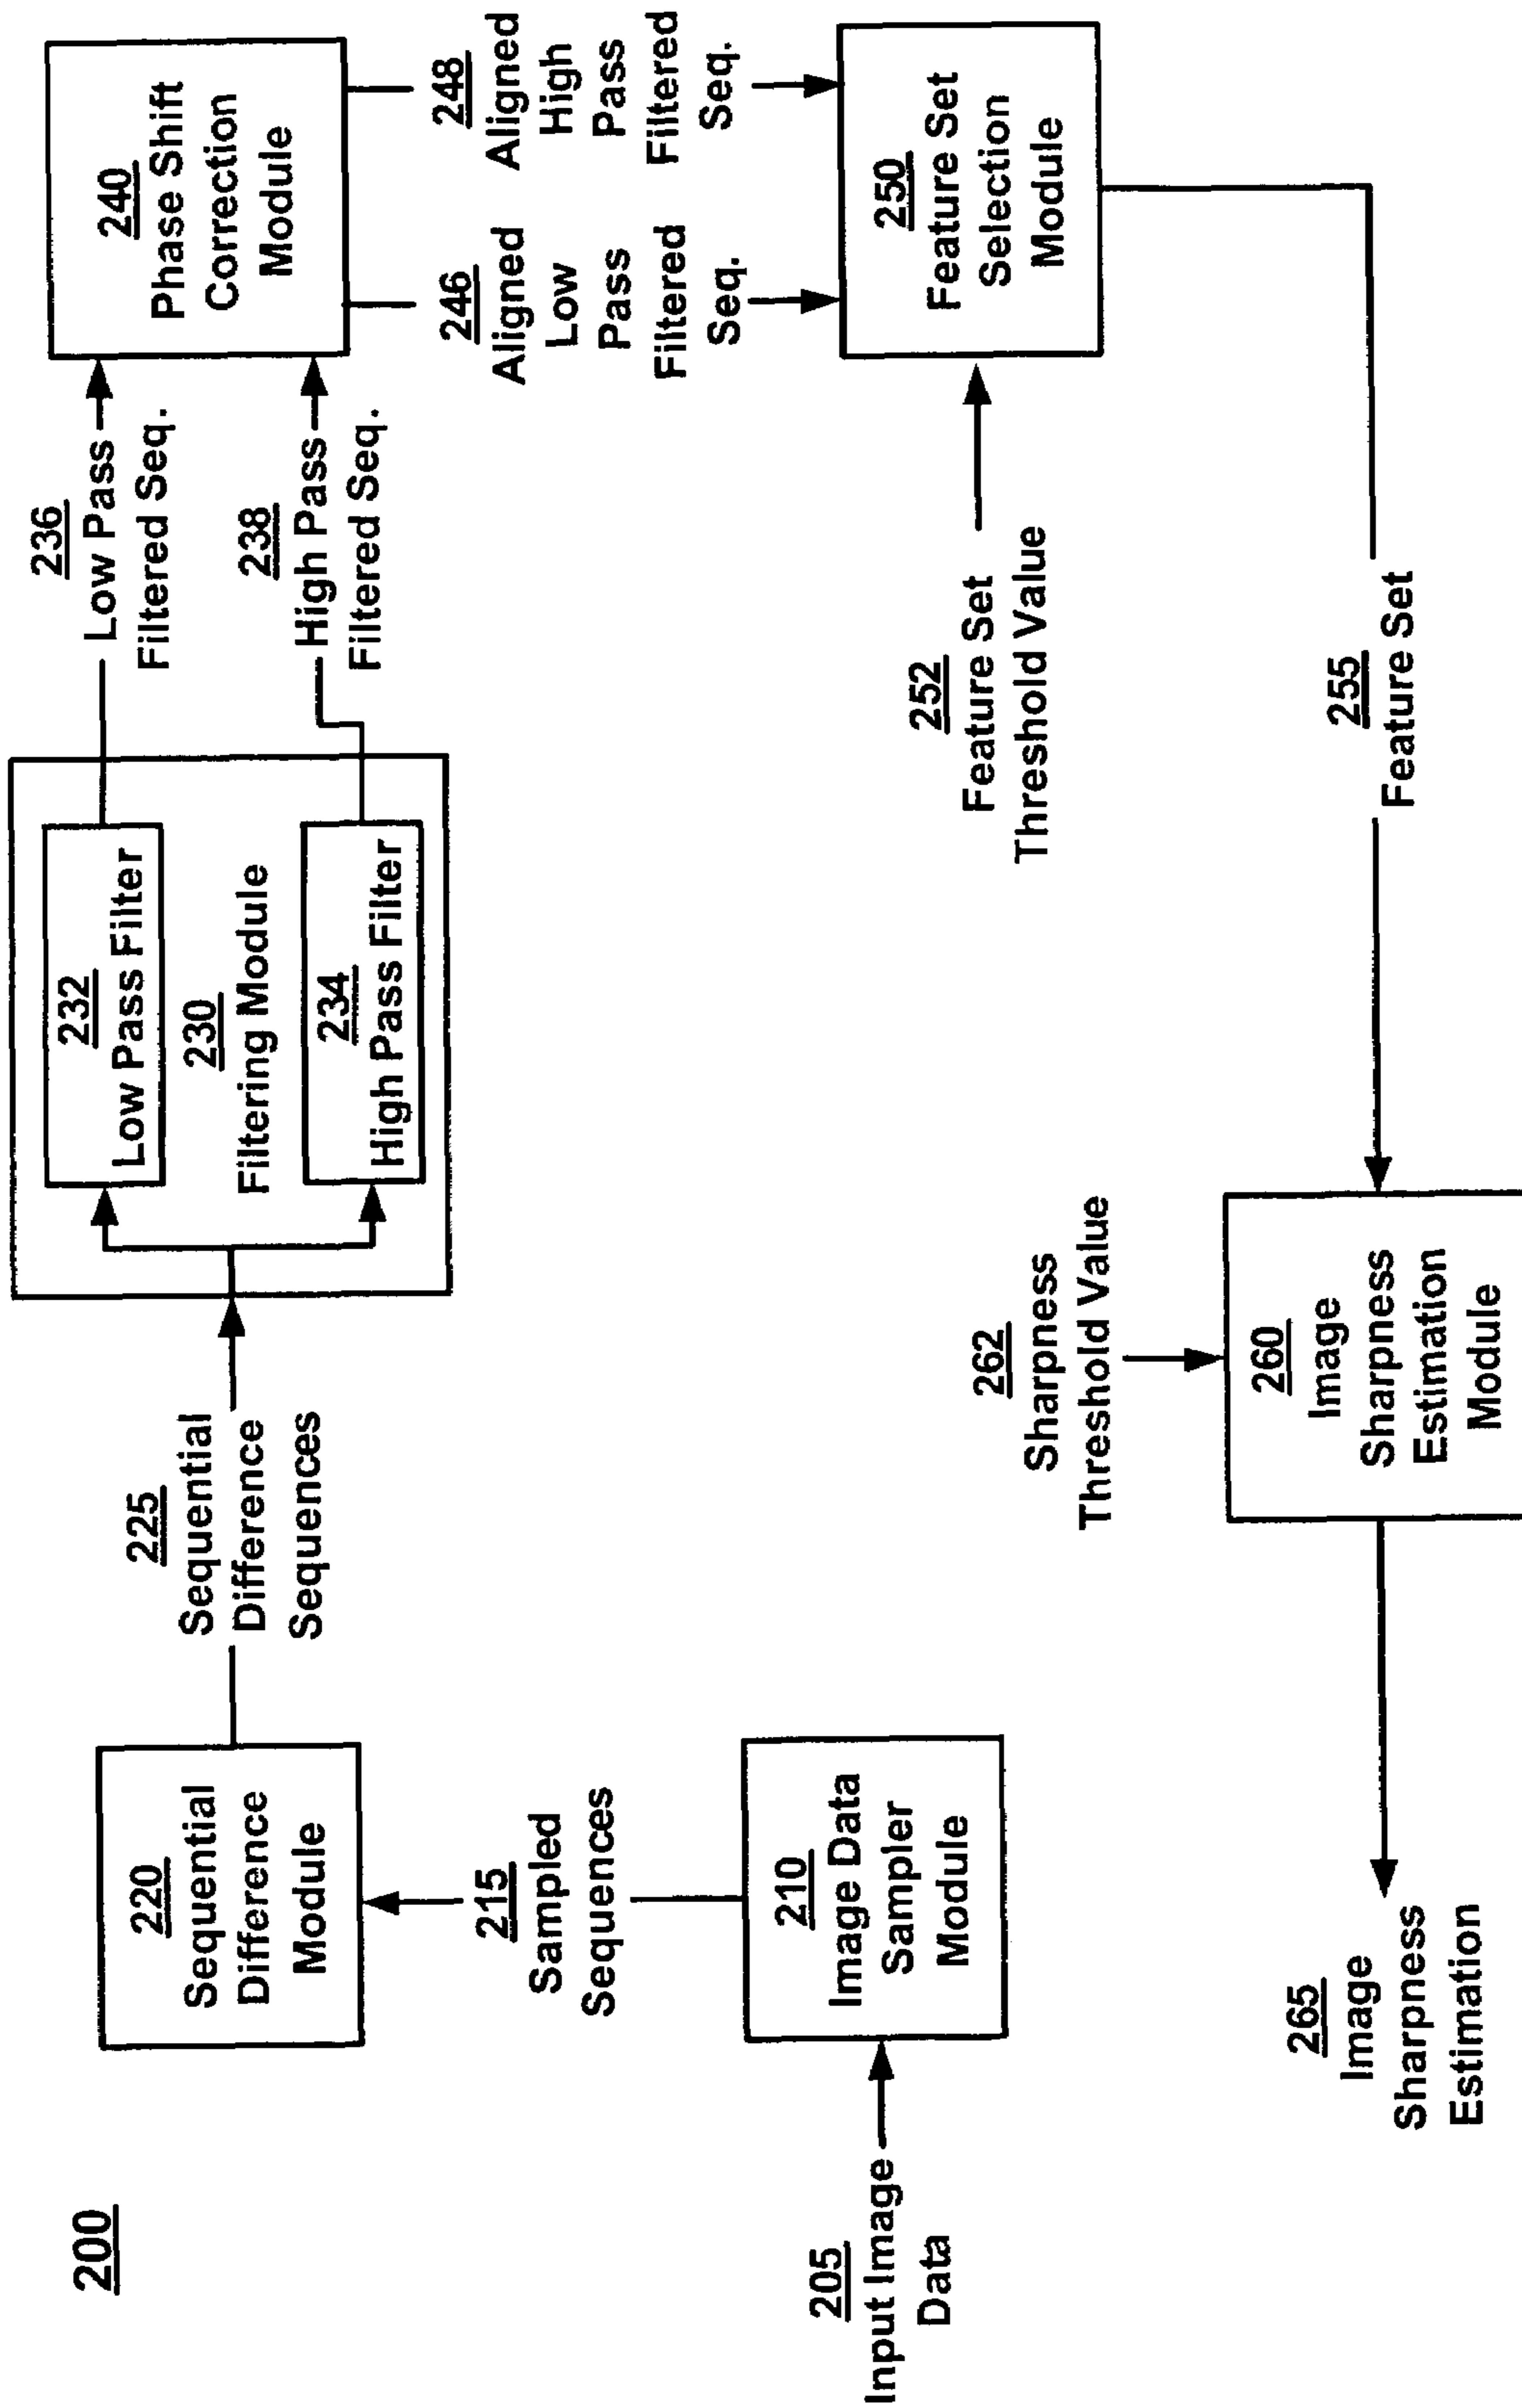 200
205
Input Image
Data
210
Image Data
Sampler
Module
215
Sampled
Sequences
220
Sequential
Difference
Module
225
Sequential
Difference
Sequences
232
Low Pass Filter
230
Filtering Module
234
High Pass Filter
236
Low Pass
Filtered Seq.
238
High Pass
Filtered Seq.
240
Phase Shift
Correction
Module
246
Aligned
Low
Pass
Filtered
Seq.
248
Aligned
High
Pass
Filtered
Seq.
252
Feature Set
Threshold Value
250
Feature Set
Selection
Module
255
Feature Set
262
Sharpness
Threshold Value
260
Image
Sharpness
Estimation
Module
265
Image
Sharpness
Estimation